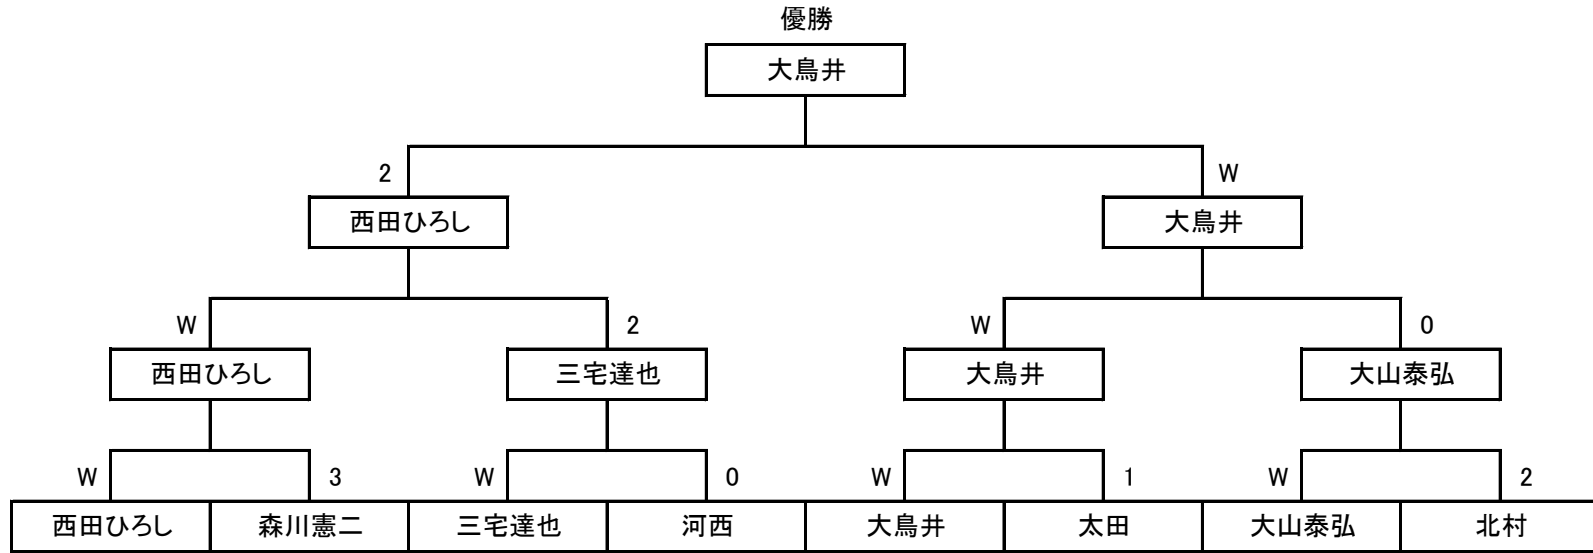 優勝
大鳥井
2 W
西田ひろし 大鳥井
W 2 W 0
西田ひろし 三宅達也 大鳥井 大山泰弘
W 3 W 0 W 1 W 2
西田ひろし 森川憲二 三宅達也 河西 大鳥井 太田 大山泰弘 北村